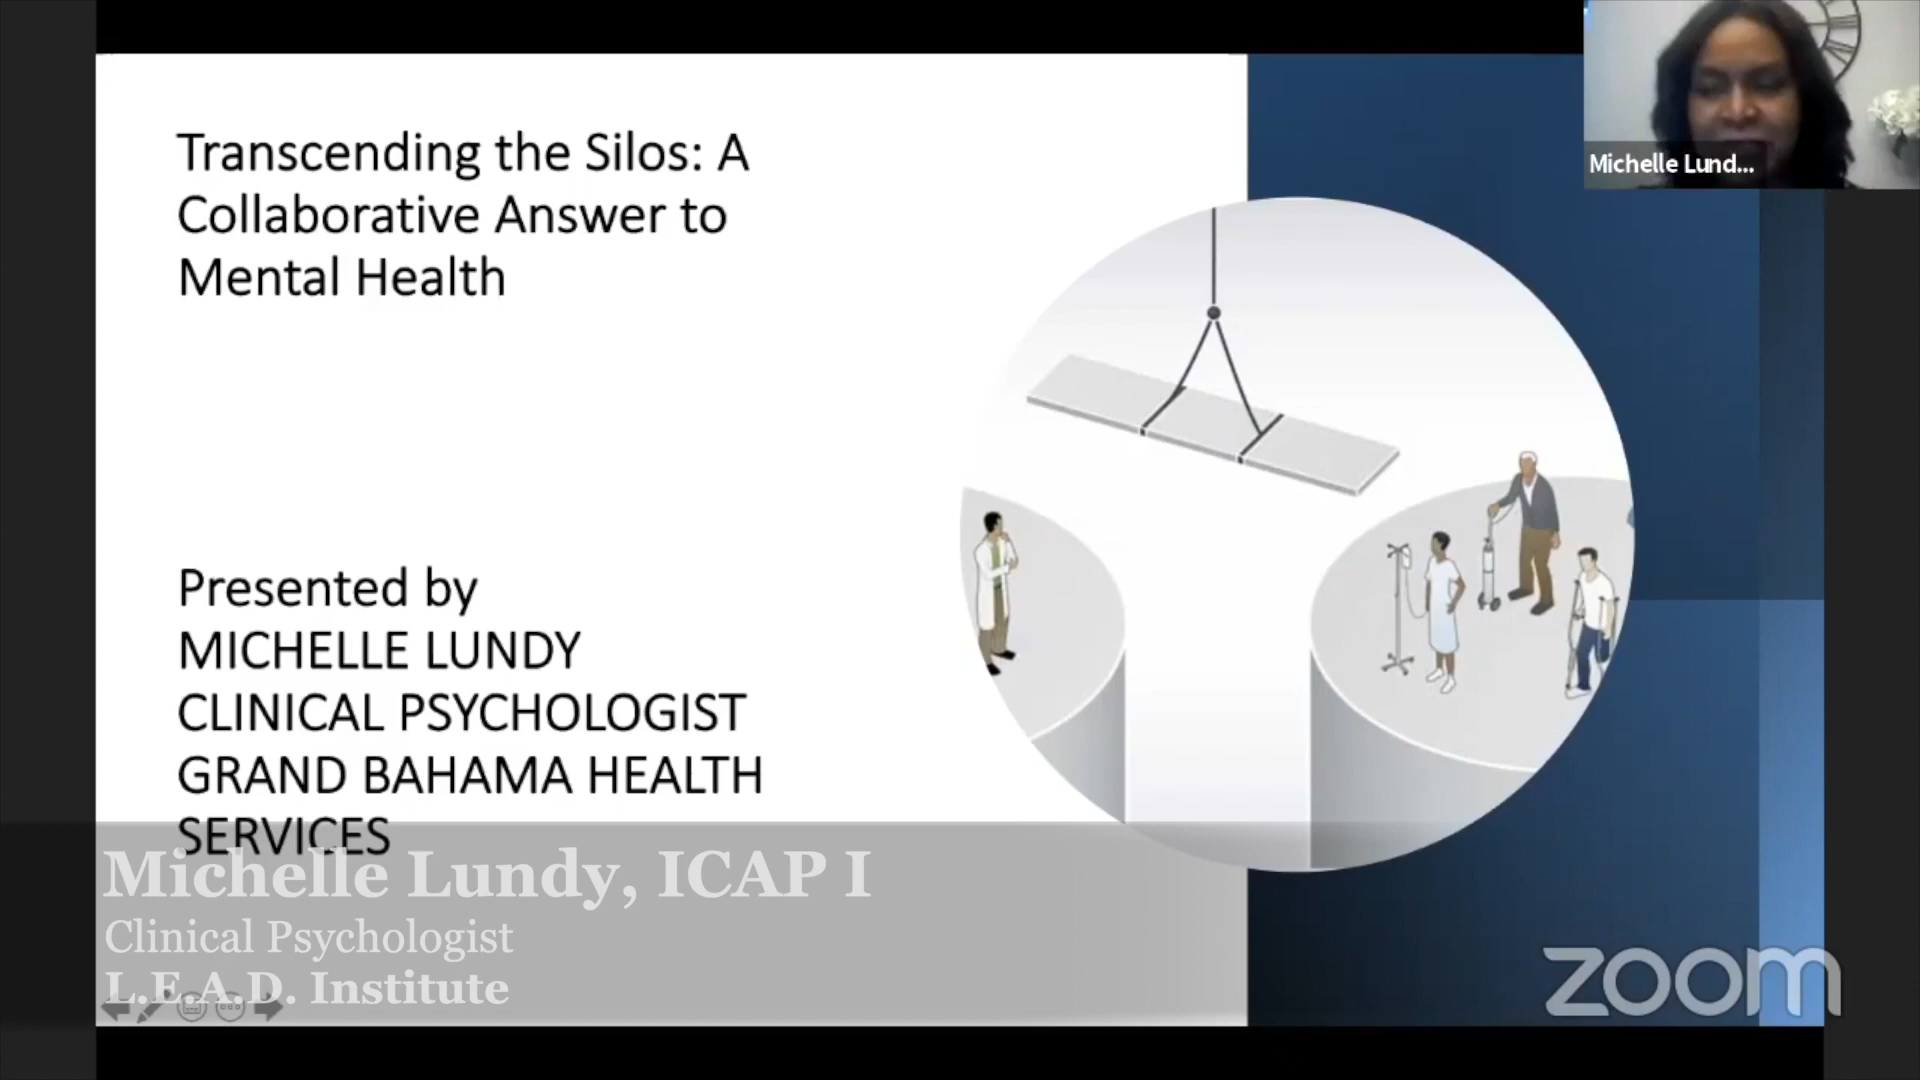 Transcending the Silos: A
Collaborative Answer to
Mental Health
Presented by
MICHELLE LUNDY
CLINICAL PSYCHOLOGIST
GRAND BAHAMA HEALTH
SERVICES
Michelle Lund...
Michelle Lundy, ICAP I
Clinical Psychologist
L.E.A.D. Institute
zoom